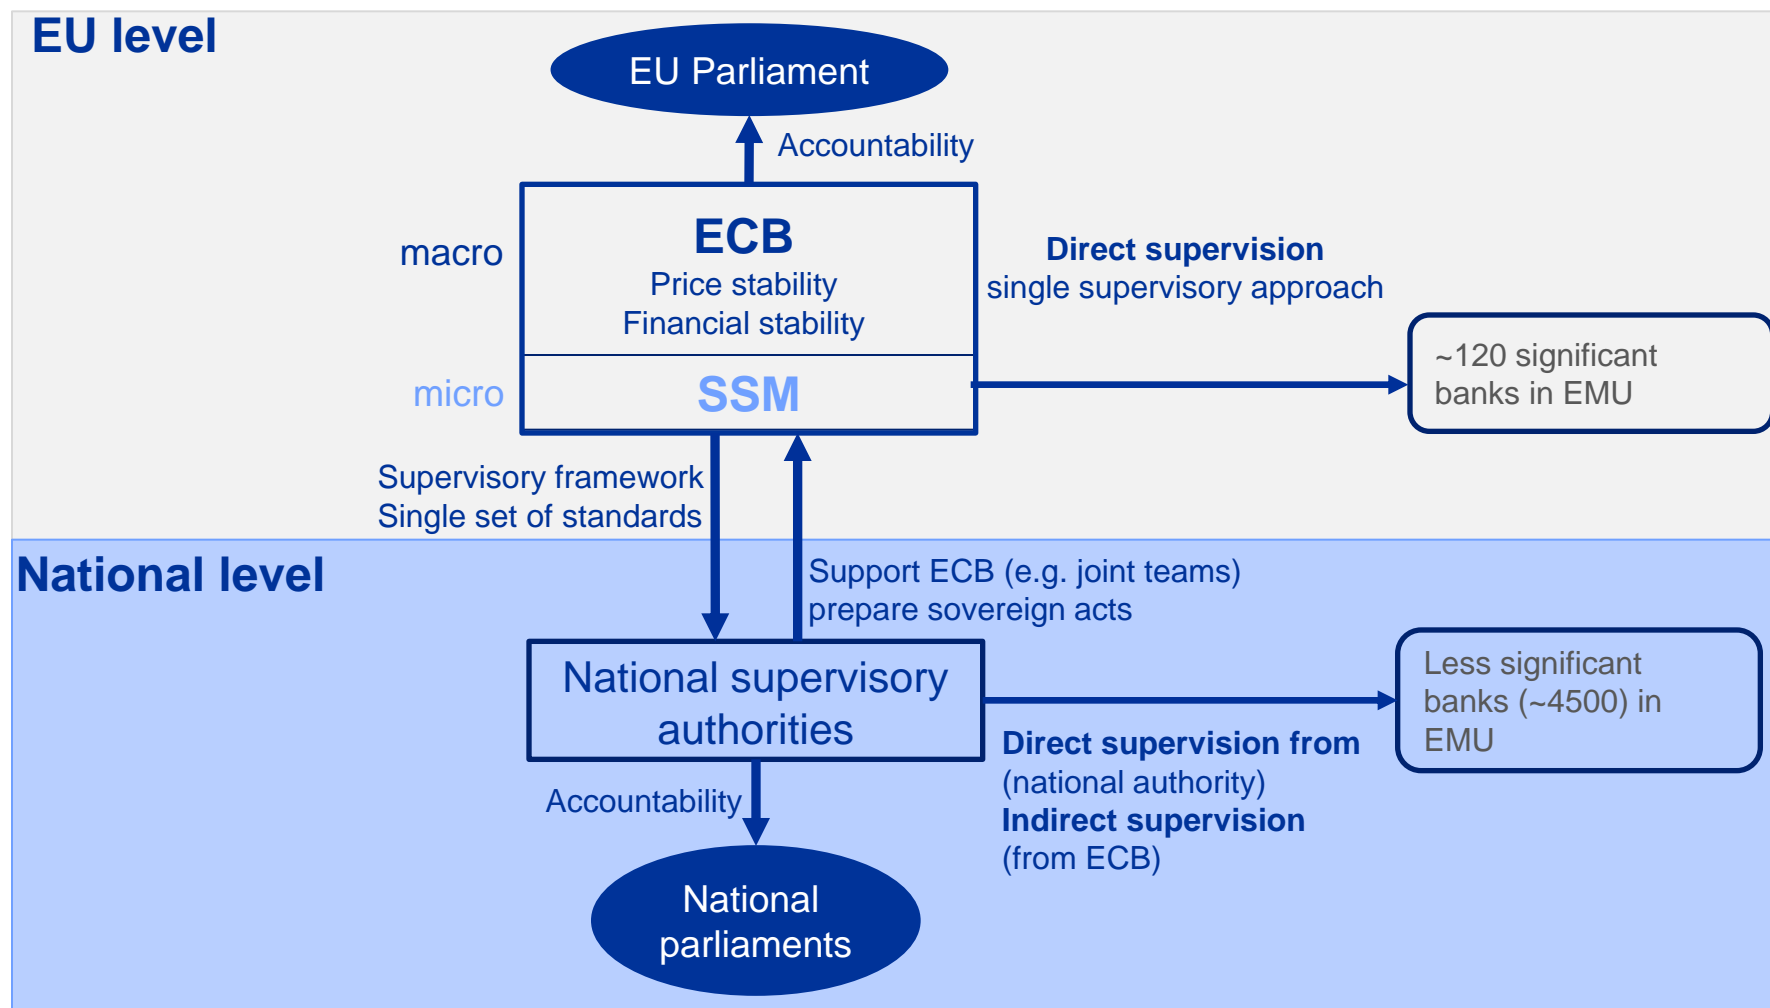 EU level
EU Parliament
Accountability
macro
ECB
Price stability
Financial stability
Direct supervision
single supervisory approach
~120 significant
banks in EMU
micro
SSM
Supervisory framework
Single set of standards
National level
Support ECB (e.g. joint teams)
prepare sovereign acts
National supervisory
authorities
Less significant
banks (~4500) in
EMU
Direct supervision from
(national authority)
Indirect supervision
(from ECB)
Accountability
National
parliaments